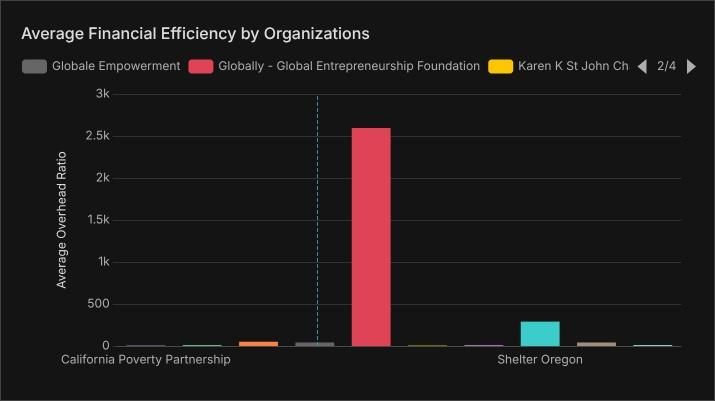 Average Financial Efficiency by Organizations
Globale Empowerment
Globally - Global Entrepreneurship Foundation
Karen K St John Ch
2/4
Average Overhead Ratio
3k
2.5k
2k
1.5k
1k
500
0
California Poverty Partnership
Shelter Oregon